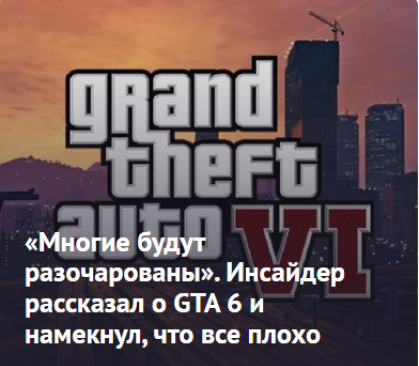 grand
theft
auto VI
«Многие будут
разочарованы». Инсайдер
рассказал о GTA 6 и
намекнул, что все плохо